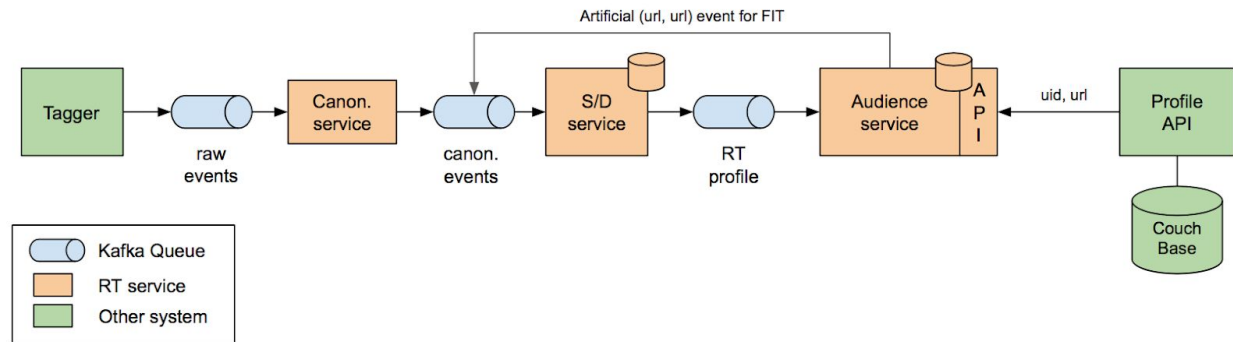 Artificial (url, url) event for FIT
Tagger
raw
events
Canon.
service
canon.
events
S/D
service
RT
profile
Audience
service
A
P
I
uid, url
Profile
API
Couch
Base
Kafka Queue
RT service
Other system